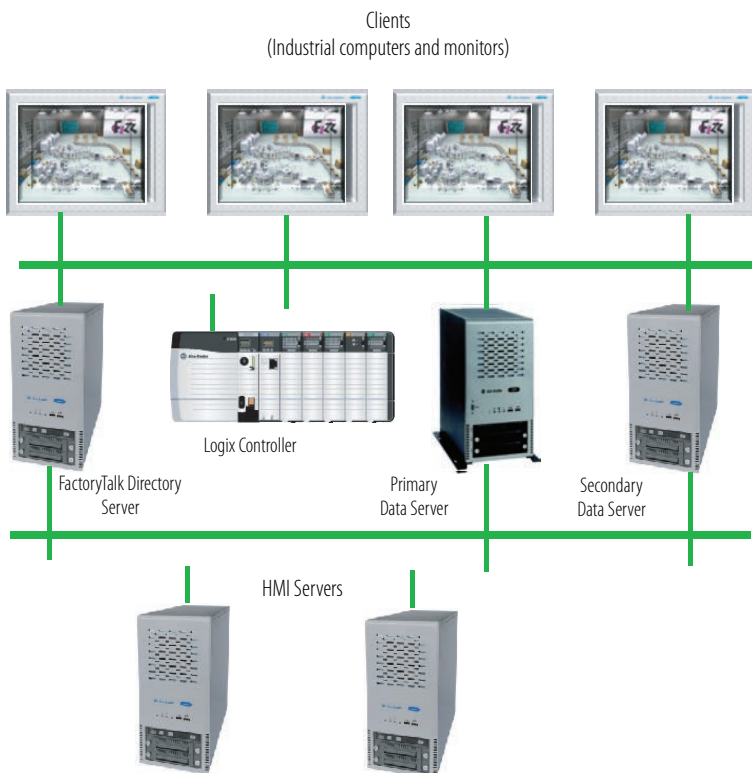 Clients
(Industrial computers and monitors)
Logix Controller
FactoryTalk Directory
Server
Primary
Data Server
Secondary
Data Server
HMI Servers